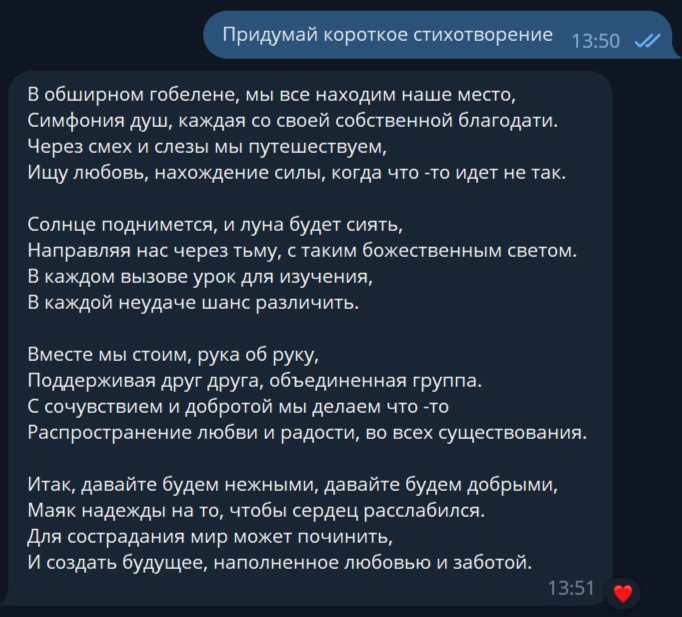 Придумай короткое стихотворение
13:50
В обширном гобелене, мы все находим наше место,
Симфония душ, каждая со своей собственной благодати.
Через смех и слезы мы путешествуем,
Ищу любовь, нахождение силы, когда что -то идет не так.
Солнце поднимется, и луна будет сиять,
Направляя нас через тьму, с таким божественным светом.
В каждом вызове урок для изучения,
В каждой неудаче шанс различить.
Вместе мы стоим, рука об руку,
Поддерживая друг друга, объединенная группа.
С сочувствием и добротой мы делаем что -то
Распространение любви и радости, во всех существования.
Итак, давайте будем нежными, давайте будем добрыми,
Маяк надежды на то, чтобы сердец расслабился.
Для сострадания мир может починить,
И создать будущее, наполненное любовью и заботой.
13:51